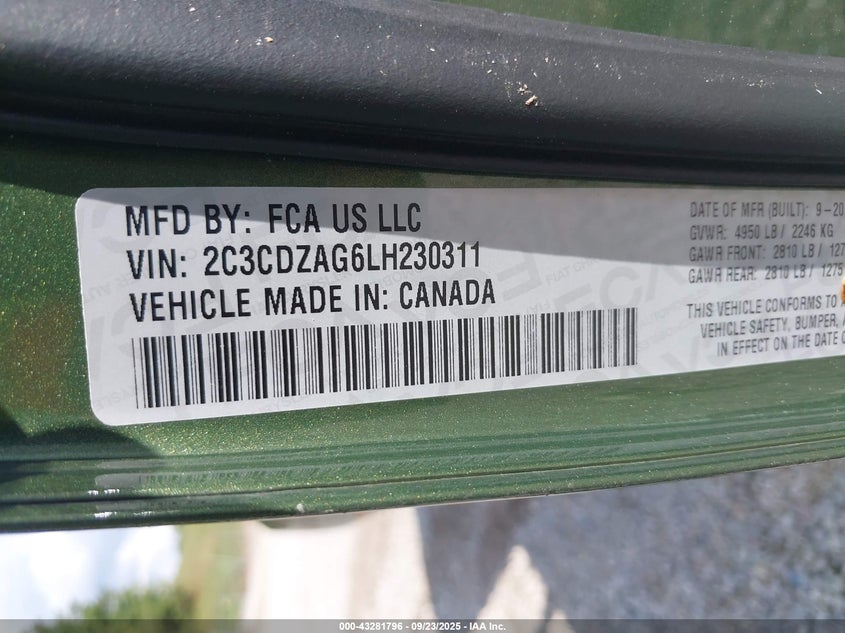 MFD BY: FCA US LLC
VIN: 2C3CDZAG6LH230311
VEHICLE MADE IN: CANADA
DATE OF MFR (BUILT): 9-20
GVWR: 4950 LB / 2246 KG
GAWR FRONT: 2810 LB / 127
GAWR REAR: 2810 LB / 1275
THIS VEHICLE CONFORMS TO
VEHICLE SAFETY, BUMPER,
IN EFFECT ON THE DATE
000-43281796 - 09/23/2025 - IAA Inc.